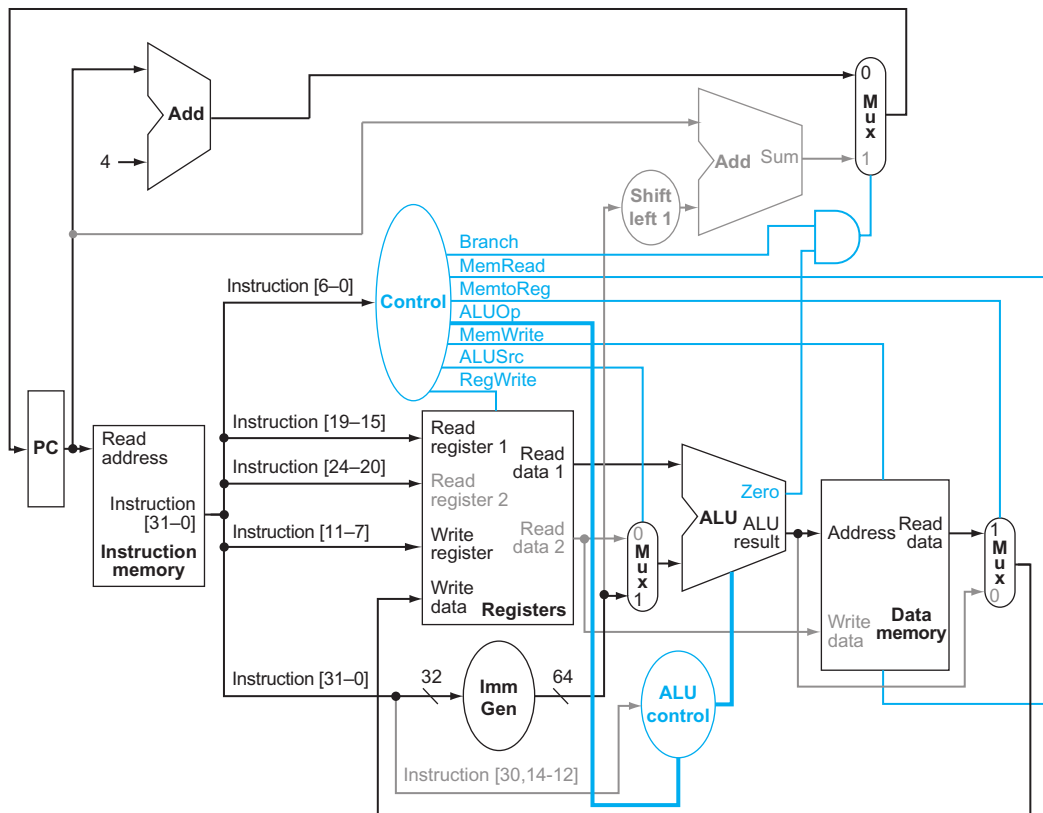 0
Add
Mux
4
Add
Sum
1
Shift
left 1
Branch
MemRead
Instruction [6–0]
Control
MemtoReg
ALUOp
MemWrite
ALUSrc
RegWrite
PC
Read
address
Instruction
[31–0]
Instruction
memory
Instruction [19–15]
Instruction [24–20]
Instruction [11–7]
Read
register 1
Read
data 1
Read
register 2
Write
register
Read
data 2
Write
data
Registers
0
Mux
1
Zero
ALU
ALU
result
Address
Read
data
Write
data
Data
memory
1
Mux
0
Instruction [31–0]
32
Imm
Gen
64
ALU
control
Instruction [30,14-12]